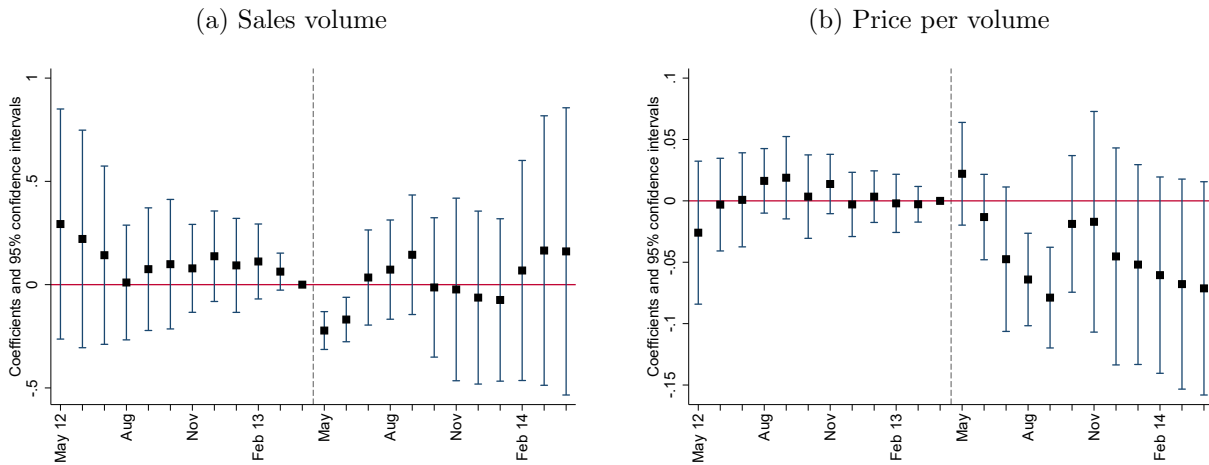 (a) Sales volume
Coefficients and 95% confidence intervals
1
.5
0
-.5
May 12
Aug
Nov
Feb 13
May
Aug
Nov
Feb 14
(b) Price per volume
Coefficients and 95% confidence intervals
.1
.05
0
-.05
-.1
-.15
May 12
Aug
Nov
Feb 13
May
Aug
Nov
Feb 14